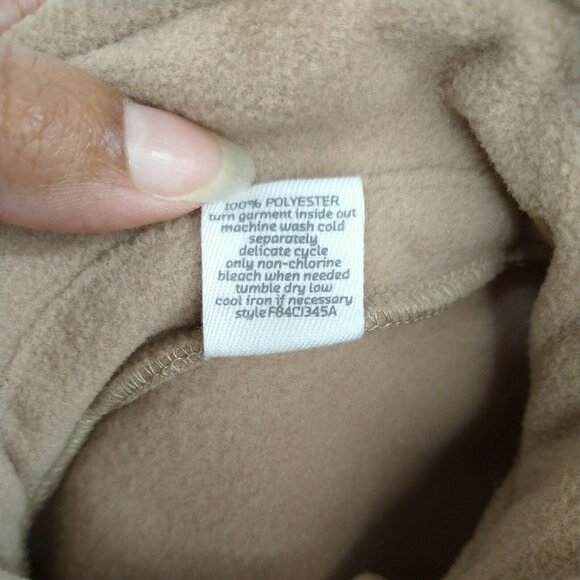 100% POLYESTER
turn garment inside out
machine wash cold
separately
delicate cycle
only non-chlorine
bleach when needed
tumble dry low
cool iron if necessary
style F84C1345A